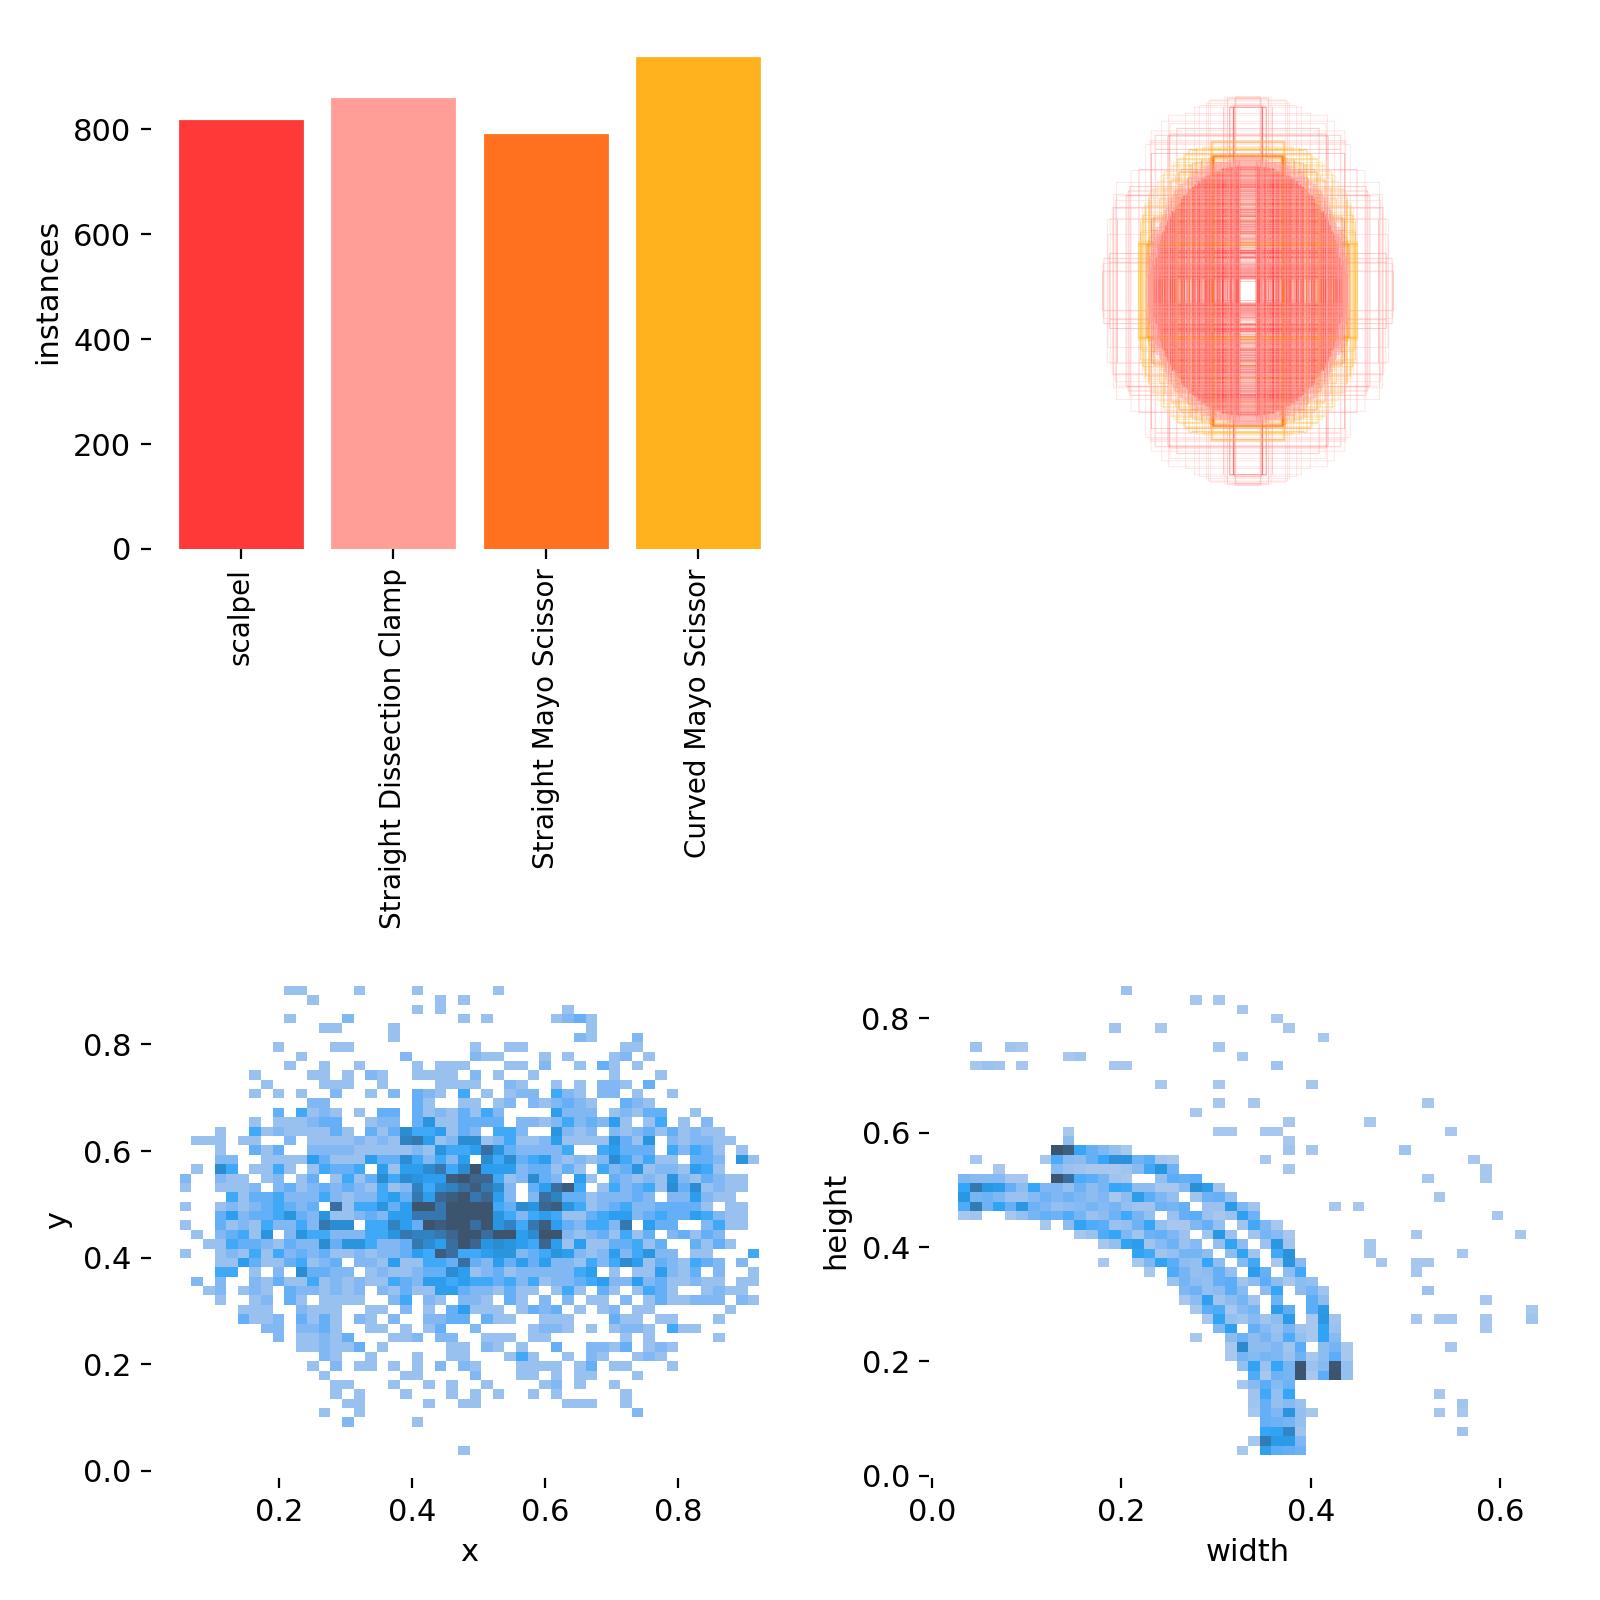 instances
800
600
400
200
0
scalpel
Straight Dissection Clamp
Straight Mayo Scissor
Curved Mayo Scissor
y
0.8
0.6
0.4
0.2
0.0
0.2 0.4 0.6 0.8
x
height
0.8
0.6
0.4
0.2
0.0
0.0 0.2 0.4 0.6
width